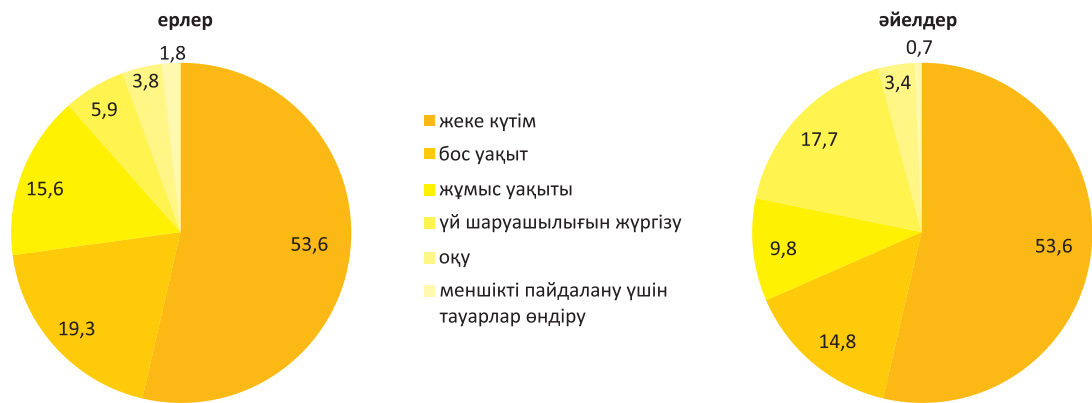 ерлер
1,8
3,8
5,9
15,6
53,6
19,3
жеке күтім
бос уақыт
жұмыс уақыты
үй шаруашылығын жүргізу
оқу
меншікті пайдалану үшін
тауарлар өндіру
әйелдер
0,7
3,4
17,7
9,8
53,6
14,8